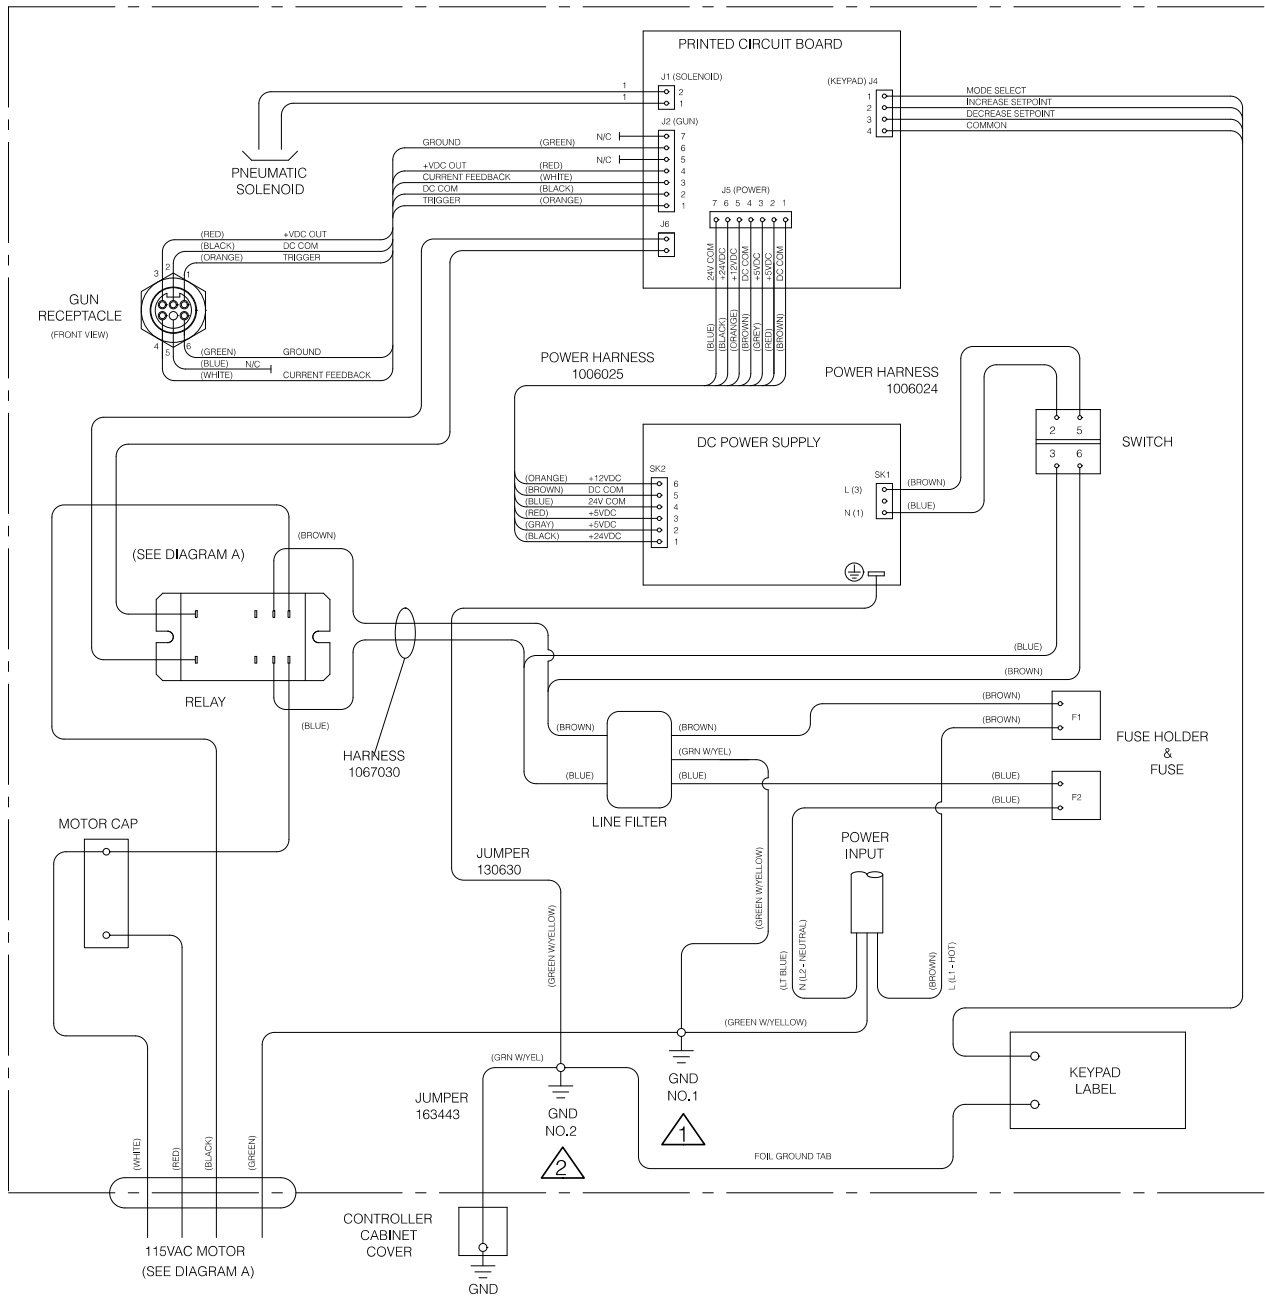 PRINTED CIRCUIT BOARD
J1 (SOLENOID)
1
2
1
1
(KEYPAD) J4
1
2
3
4
MODE SELECT
INCREASE SETPOINT
DECREASE SETPOINT
COMMON
J2 (GUN)
N/C
7
GROUND (GREEN)
6
N/C
5
+VDC OUT (RED)
4
CURRENT FEEDBACK (WHITE)
3
DC COM (BLACK)
2
TRIGGER (ORANGE)
1
PNEUMATIC
SOLENOID
J6
J5 (POWER)
7 6 5 4 3 2 1
24V COM
+24VDC
+12VDC
DC COM
+5VDC
+5VDC
DC COM
(BLUE)
(BLACK)
(ORANGE)
(BROWN)
(GREY)
(RED)
(BROWN)
(RED) +VDC OUT
(BLACK) DC COM
(ORANGE) TRIGGER
3 2 1
GUN
RECEPTACLE
(FRONT VIEW)
4 5 6
(GREEN) GROUND
(BLUE) N/C
(WHITE) CURRENT FEEDBACK
POWER HARNESS
1006025
POWER HARNESS
1006024
2 5
3 6
SWITCH
DC POWER SUPPLY
SK2
(ORANGE) +12VDC 6
(BROWN) DC COM 5
(BLUE) 24V COM 4
(RED) +5VDC 3
(GRAY) +5VDC 2
(BLACK) +24VDC 1
SK1
L (3)
N (1)
(BROWN)
(BLUE)
(BROWN)
(SEE DIAGRAM A)
RELAY
(BLUE)
HARNESS
1067030
(BLUE)
(BROWN)
(BROWN)
(BROWN)
(BROWN)
(BROWN)
(GRN W/YEL)
(BLUE)
(BLUE)
LINE FILTER
F1
FUSE HOLDER
&
FUSE
(BLUE)
(BLUE)
F2
MOTOR CAP
JUMPER
130630
POWER
INPUT
(GREEN W/YELLOW)
(GREEN W/YELLOW)
(LT BLUE)
N (L2 - NEUTRAL)
(BROWN)
L (L1 - HOT)
(GREEN W/YELLOW)
(GRN W/YEL)
GND
NO.1
1
JUMPER
163443
GND
NO.2
2
KEYPAD
LABEL
FOIL GROUND TAB
(WHITE)
(RED)
(BLACK)
(GREEN)
115VAC MOTOR
(SEE DIAGRAM A)
CONTROLLER
CABINET
COVER
GND